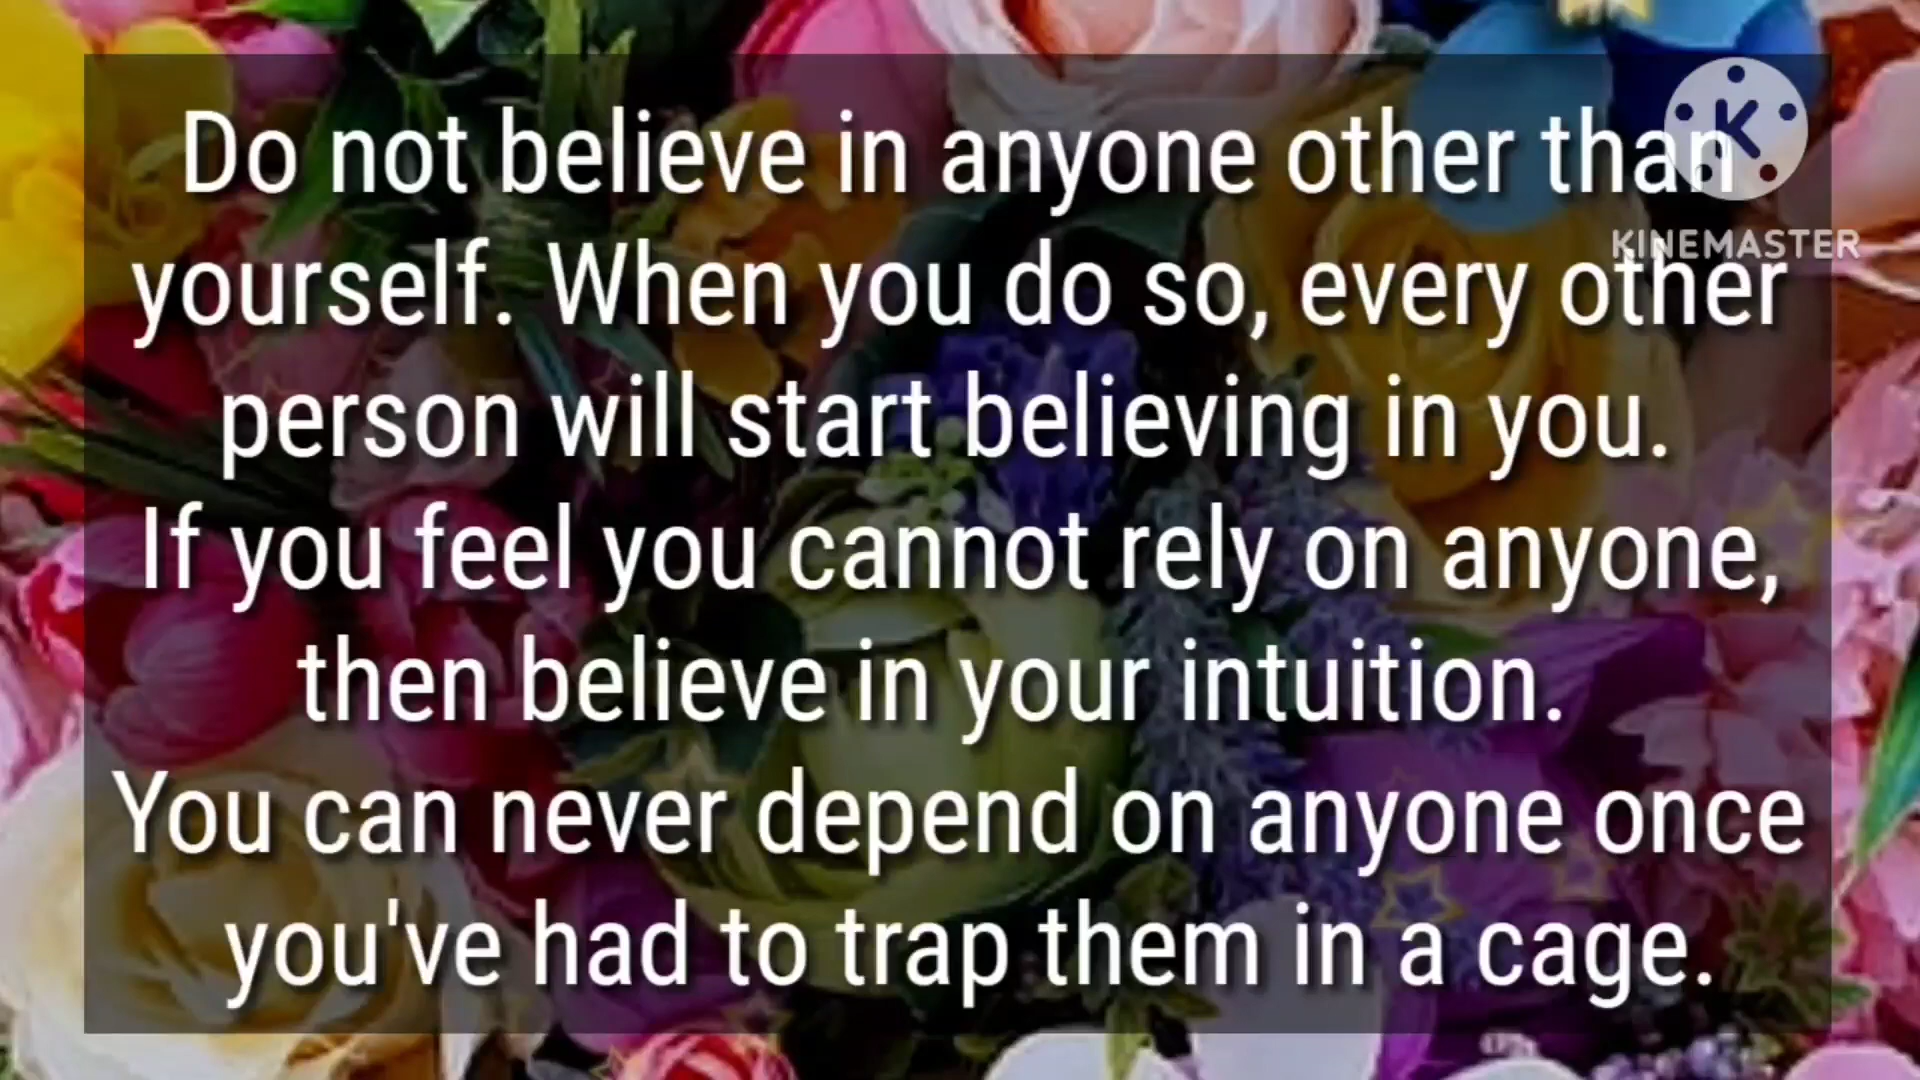 Do not believe in anyone other than
KINEMASTER
yourself. When you do so, every other
person will start believing in you.
If you feel you cannot rely on anyone,
then believe in your intuition.
You can never depend on anyone once
you've had to trap them in a cage.